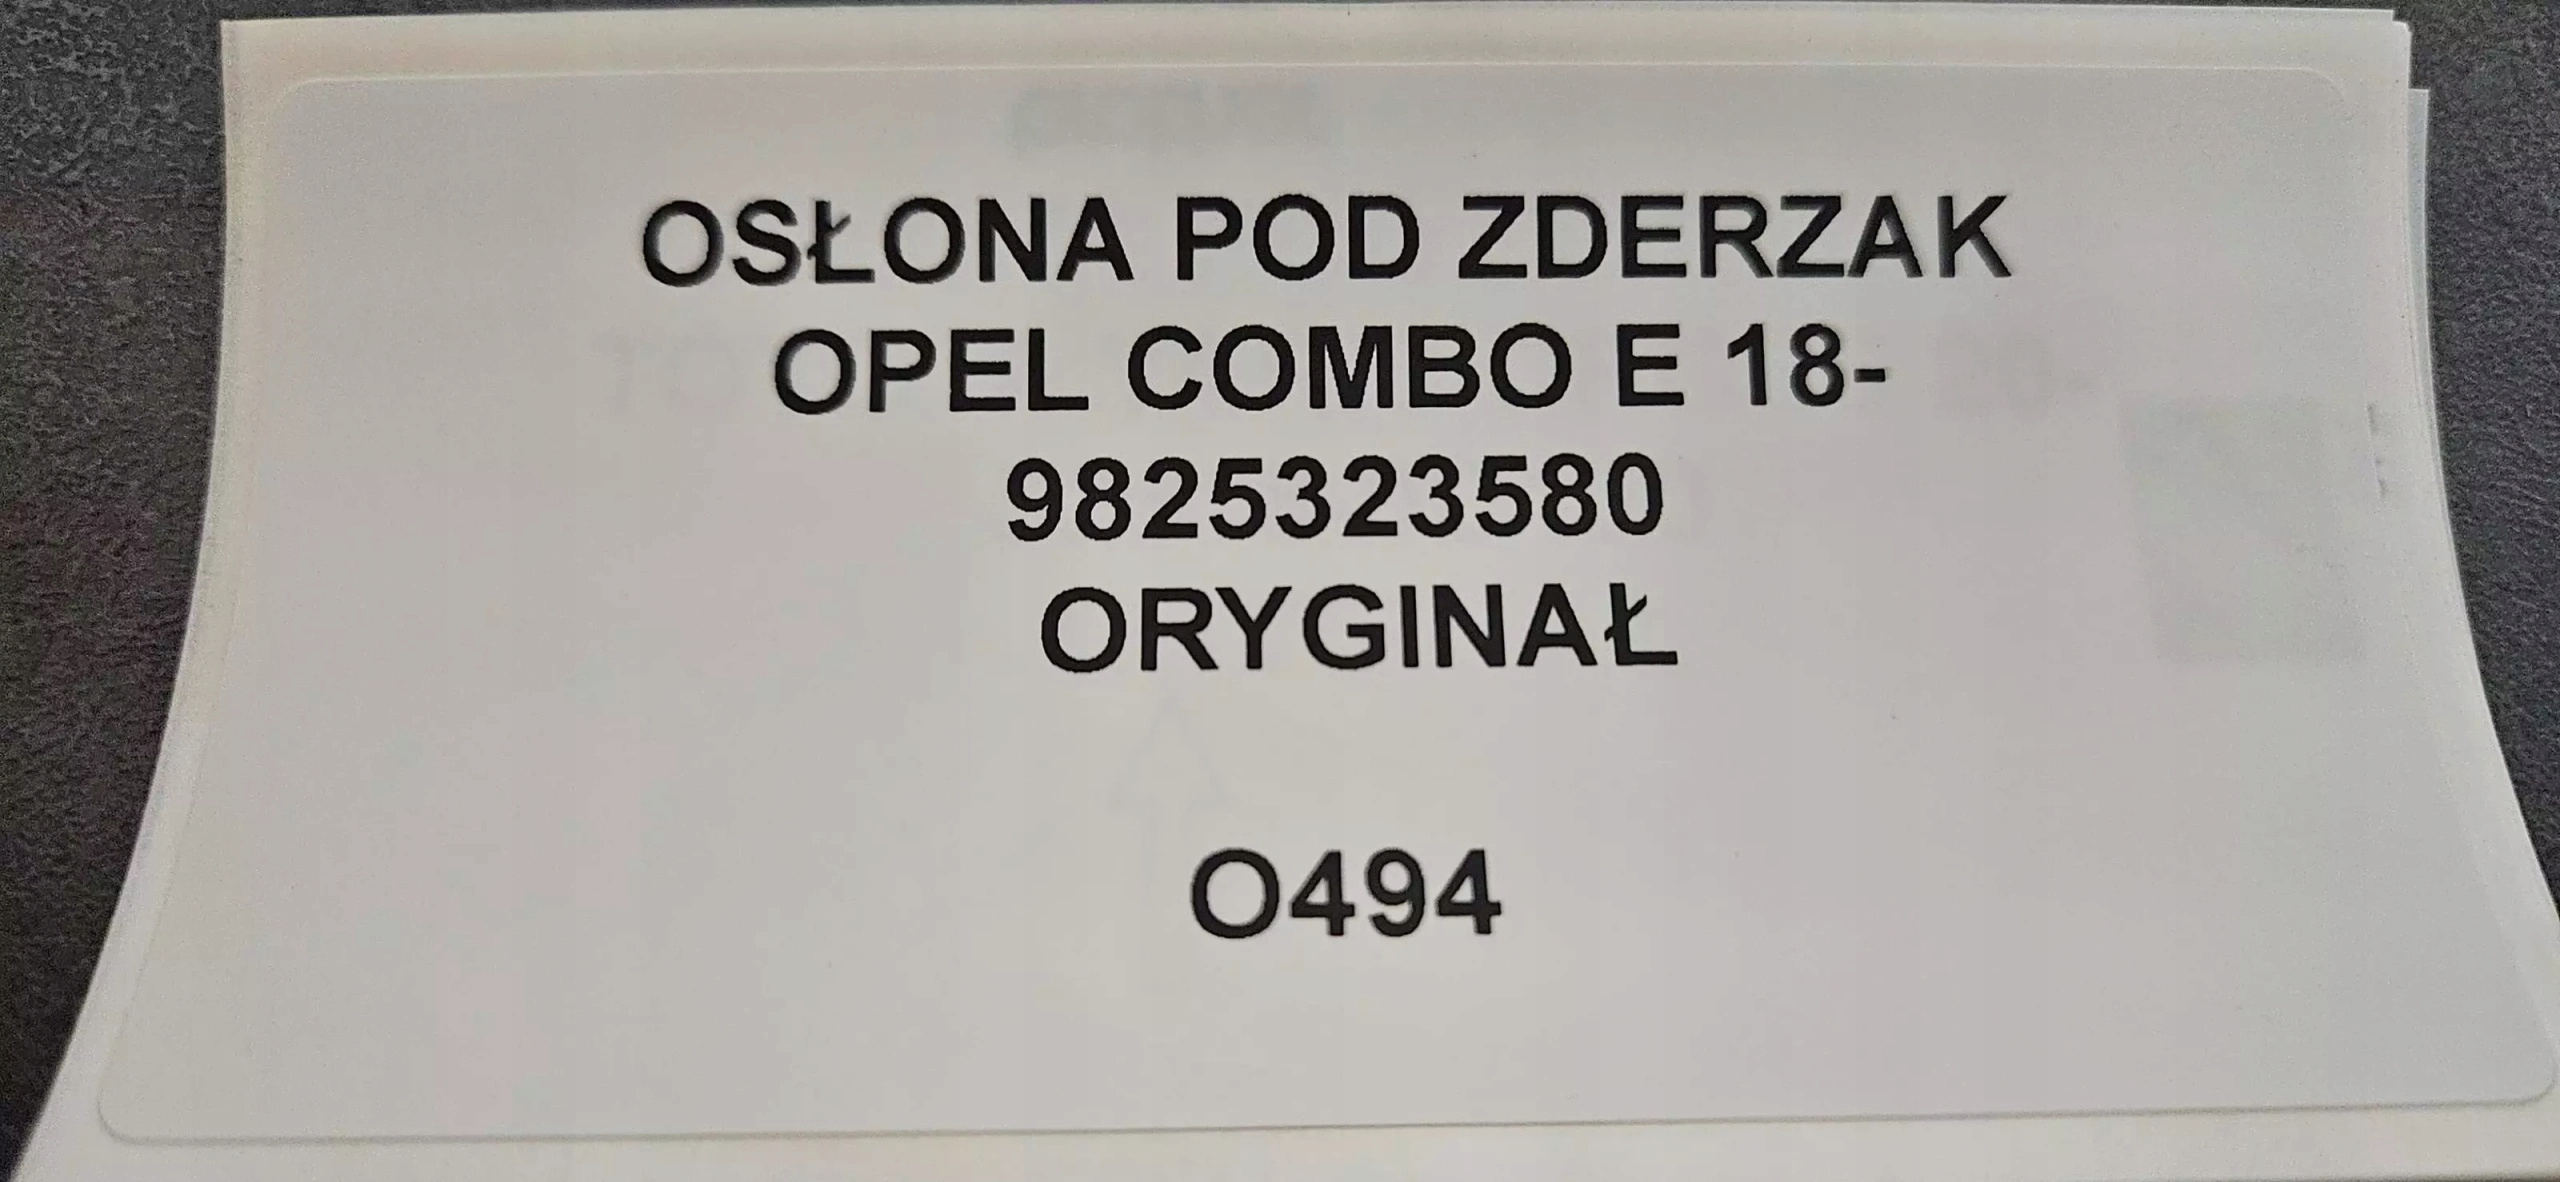 OSŁONA POD ZDERZAK
OPEL COMBO E 18-
9825323580
ORYGINAŁ
O494